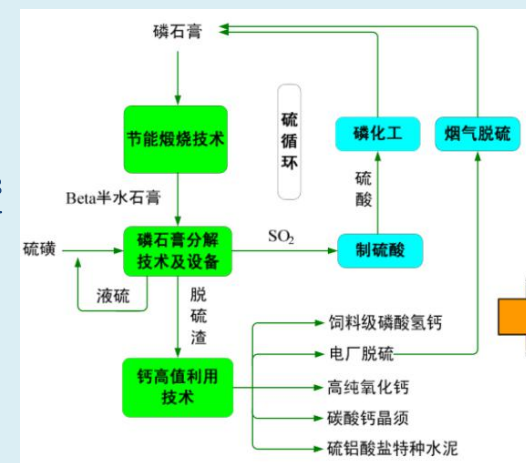 磷石膏
节能煅烧技术
硫
循
环
磷化工
烟气脱硫
Beta半水石膏
硫
酸
硫磺
磷石膏分解
技术及设备
SO₂
制硫酸
液硫
脱
硫
渣
钙高值利用
技术
饲料级磷酸氢钙
电厂脱硫
高纯氧化钙
碳酸钙晶须
硫铝酸盐特种水泥